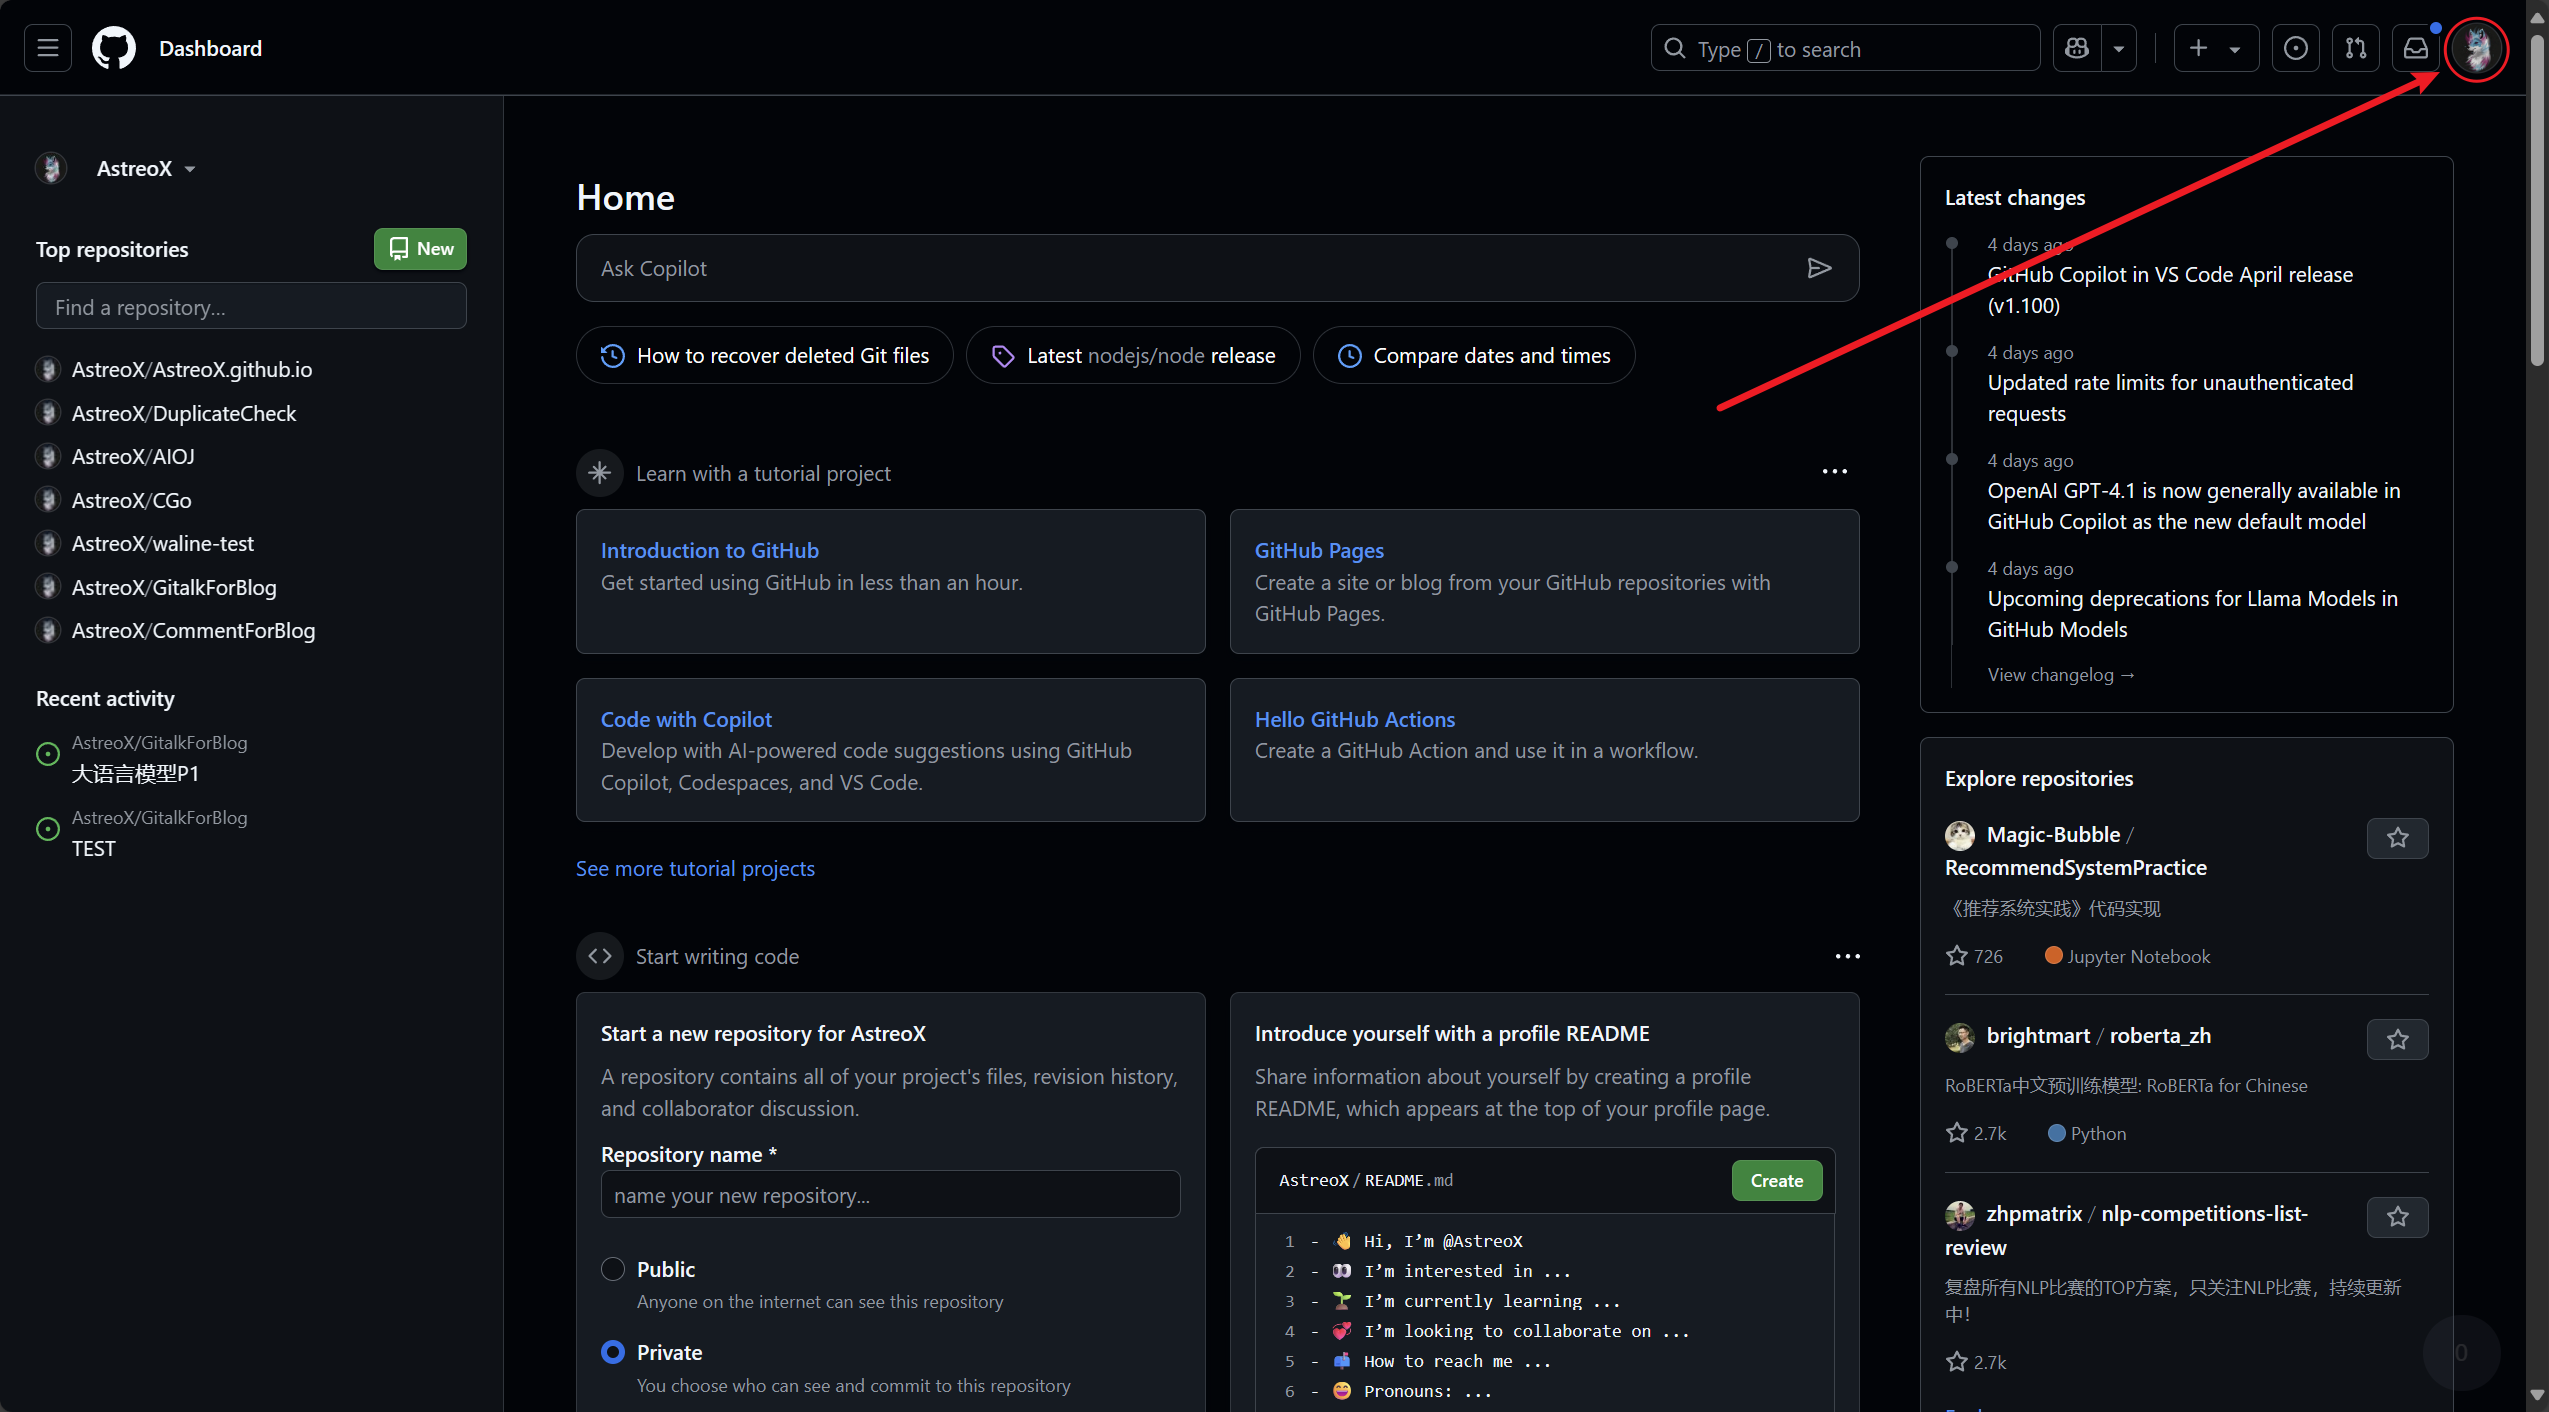 Dashboard
Type / to search
AstreoX
Top repositories
New
Find a repository...
AstreoX/AstreoX.github.io
AstreoX/DuplicateCheck
AstreoX/AIOJ
AstreoX/CGo
AstreoX/waline-test
AstreoX/GitalkForBlog
AstreoX/CommentForBlog
Recent activity
AstreoX/GitalkForBlog
大语言模型P1
AstreoX/GitalkForBlog
TEST
Home
Ask Copilot
How to recover deleted Git files
Latest nodejs/node release
Compare dates and times
Learn with a tutorial project
Introduction to GitHub
Get started using GitHub in less than an hour.
GitHub Pages
Create a site or blog from your GitHub repositories with
GitHub Pages.
Code with Copilot
Develop with AI-powered code suggestions using GitHub
Copilot, Codespaces, and VS Code.
Hello GitHub Actions
Create a GitHub Action and use it in a workflow.
See more tutorial projects
Start writing code
Start a new repository for AstreoX
A repository contains all of your project's files, revision history,
and collaborator discussion.
Repository name *
name your new repository...
Public
Anyone on the internet can see this repository
Private
You choose who can see and commit to this repository
Introduce yourself with a profile README
Share information about yourself by creating a profile
README, which appears at the top of your profile page.
AstreoX / README.md
Create
1 - 👋 Hi, I’m @AstreoX
2 - 👀 I’m interested in ...
3 - 🌱 I’m currently learning ...
4 - 💞️ I’m looking to collaborate on ...
5 - 📫 How to reach me ...
6 - 😄 Pronouns: ...
Latest changes
4 days ago
GitHub Copilot in VS Code April release
(v1.100)
4 days ago
Updated rate limits for unauthenticated
requests
4 days ago
OpenAI GPT-4.1 is now generally available in
GitHub Copilot as the new default model
4 days ago
Upcoming deprecations for Llama Models in
GitHub Models
View changelog →
Explore repositories
Magic-Bubble /
RecommendSystemPractice
《推荐系统实践》代码实现
726 Jupyter Notebook
brightmart / roberta_zh
RoBERTa中文预训练模型: RoBERTa for Chinese
2.7k Python
zhpmatrix / nlp-competitions-list-
review
复盘所有NLP比赛的TOP方案，只关注NLP比赛，持续更新
中！
2.7k
0